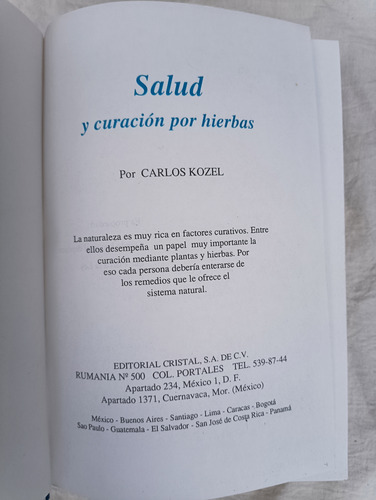 Salud
y curación por hierbas
Por CARLOS KOZEL
La naturaleza es muy rica en factores curativos. Entre
ellos desempeña un papel muy importante la
curación mediante plantas y hierbas. Por
eso cada persona debería enterarse de
los remedios que le ofrece el
sistema natural.
EDITORIAL CRISTAL, S.A. DE C.V.
RUMANIA Nº 500 COL. PORTALES TEL. 539-87-44
Apartado 234, México 1, D. F.
Apartado 1371, Cuernavaca, Mor. (México)
México - Buenos Aires - Santiago - Lima - Caracas - Bogotá
Sao Paulo - Guatemala - El Salvador - San José de Costa Rica - Panamá